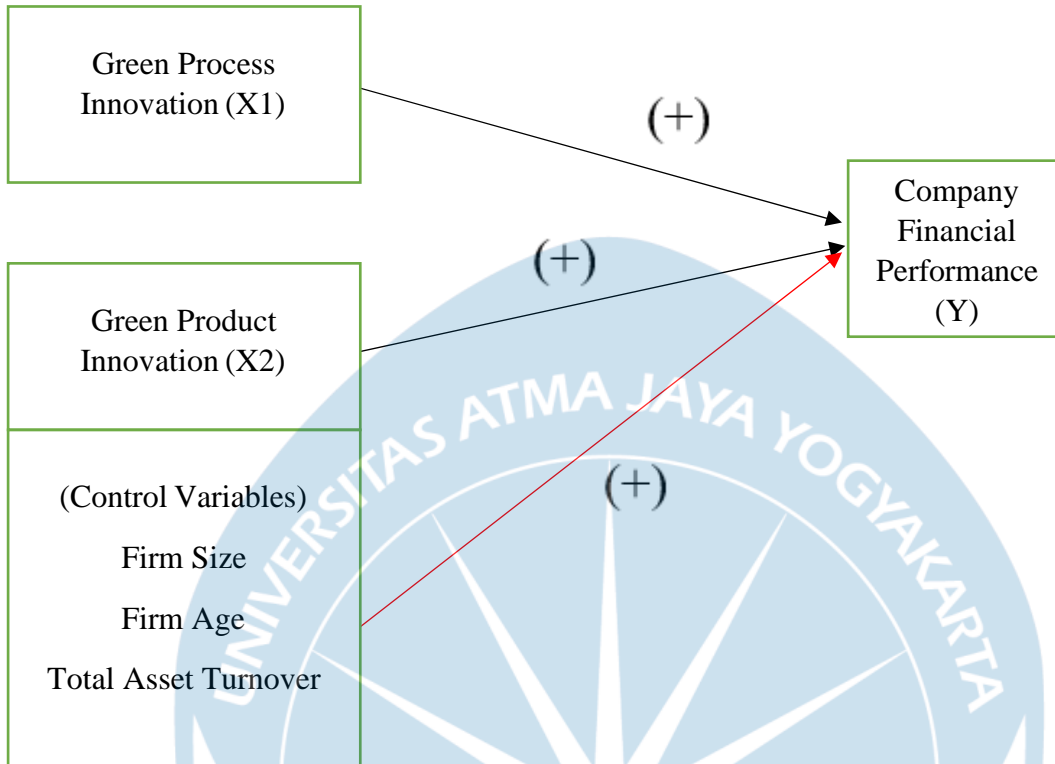 Green Process
Innovation (X1)
(+)
Company
Financial
Performance
(Y)
(+)
Green Product
Innovation (X2)
(+)
(Control Variables)
Firm Size
Firm Age
Total Asset Turnover
UNIVERSITAS ATMA JAYA YOGYAKARTA